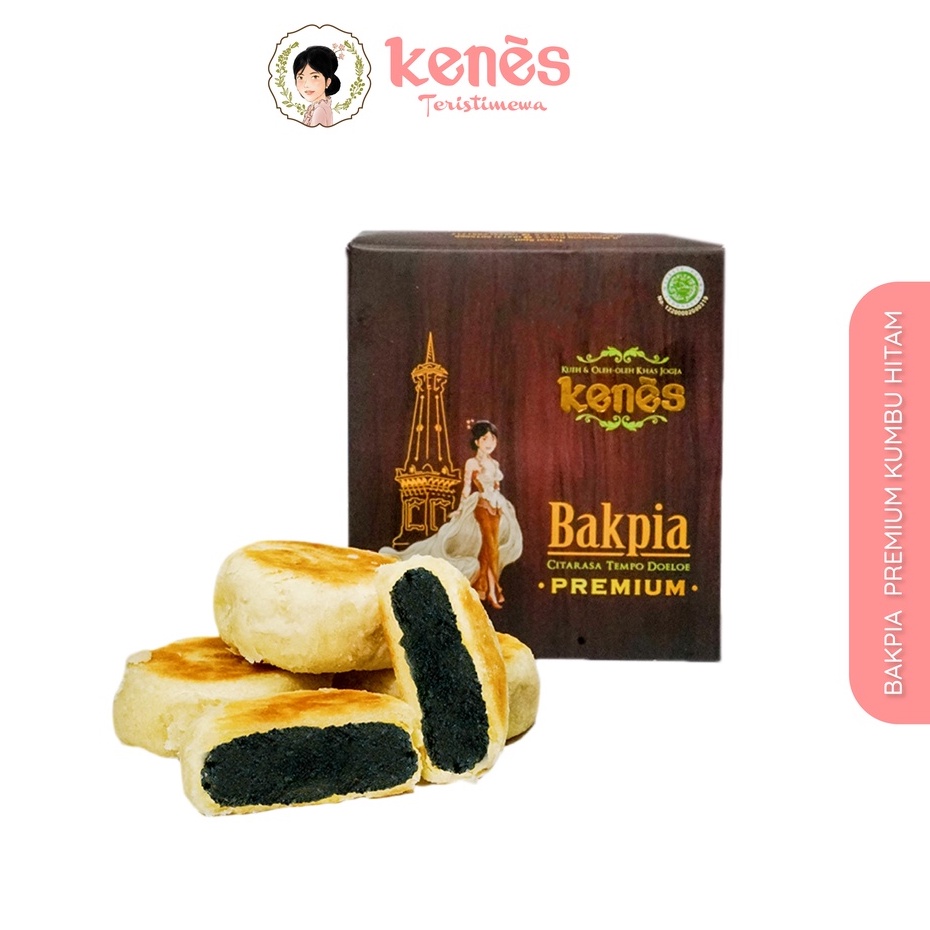 kenēs
Teristimewa
KUEH & OLEH-OLEH KHAS JOGJA
kenēs
Bakpia
CITARASA TEMPO DOELOE
• PREMIUM •
BAKPIA PREMIUM KUMBU HITAM